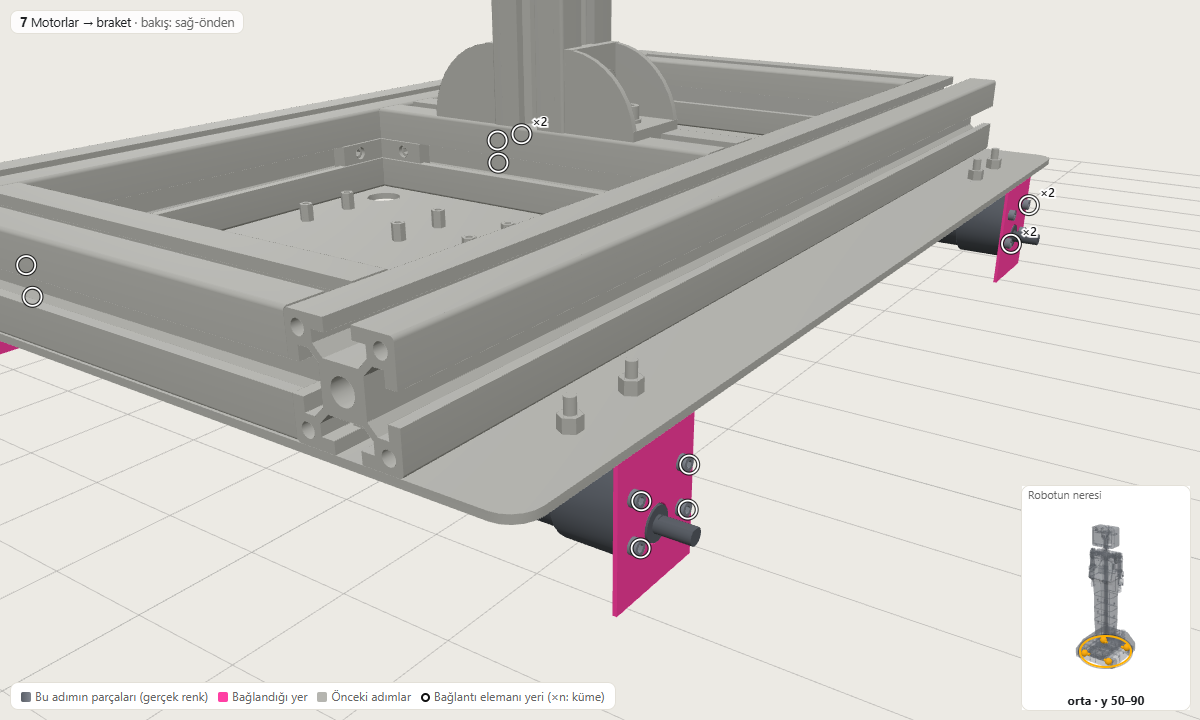 7 Motorlar → braket · bakış: sağ-önden
×2
×2
×2
Robotun neresi
orta · y 50–90
Bu adımın parçaları (gerçek renk)
Bağlandığı yer
Önceki adımlar
Bağlantı elemanı yeri (×n: küme)